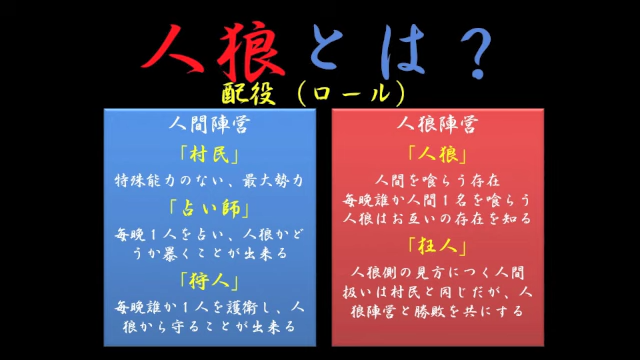 人狼とは？
配役（ロール）
人間陣営
「村民」
特殊能力のない、最大勢力
「占い師」
毎晩１人を占い、人狼かど
うか暴くことが出来る
「狩人」
毎晩誰か１人を護衛し、人
狼から守ることが出来る
人狼陣営
「人狼」
人間を喰らう存在
毎晩誰か人間１名を喰らう
人狼はお互いの存在を知る
「狂人」
人狼側の見方につく人間
扱いは村民と同じだが、人
狼陣営と勝敗を共にする